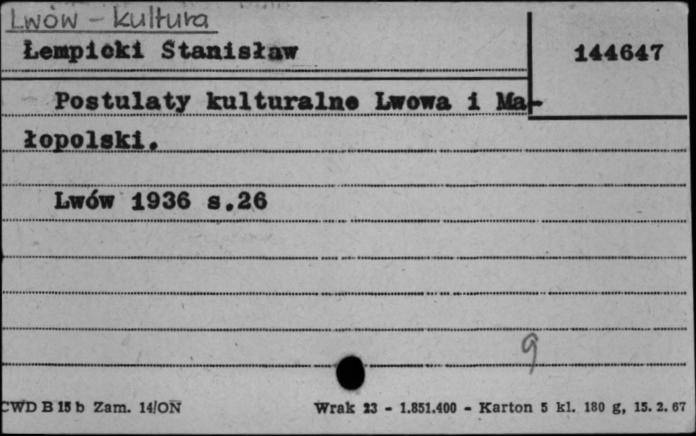 Lwów - kultura
Łempicki Stanisław
144647
Postulaty kulturalne Lwowa i Ma-
łopolski.
Lwów 1936 s.26
9
CWD B 15 b Zam. 14/ON
Wrak 23 - 1.851.400 - Karton 5 kl. 180 g, 15. 2. 67